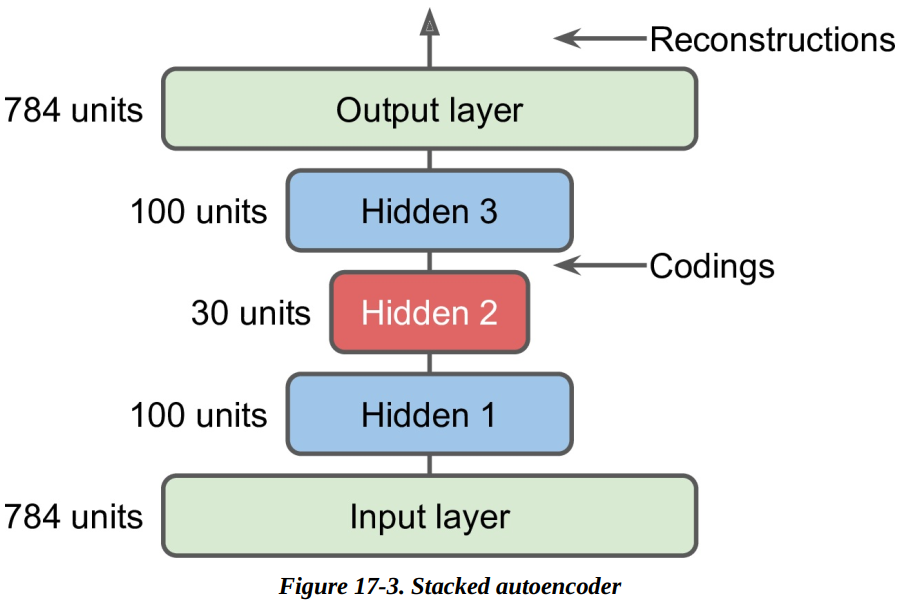 Reconstructions
784 units
Output layer
100 units
Hidden 3
Codings
30 units
Hidden 2
100 units
Hidden 1
784 units
Input layer
Figure 17-3. Stacked autoencoder